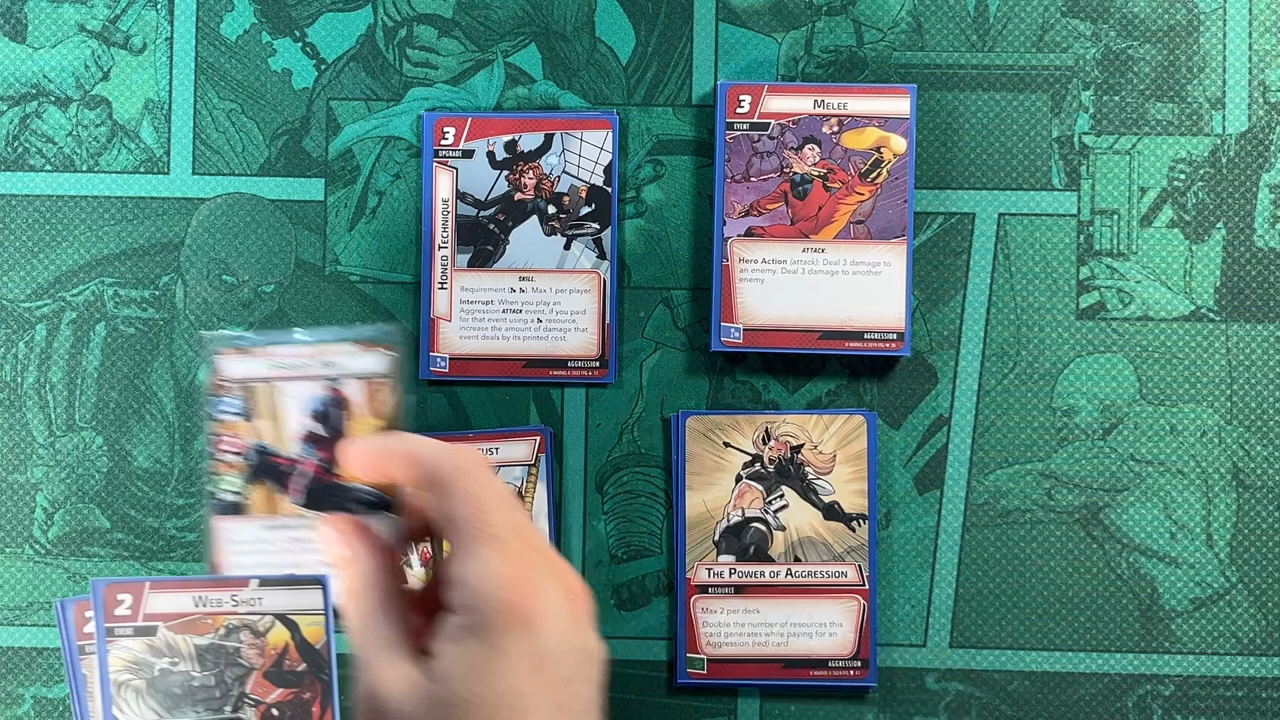 3
UPGRADE
HONED TECHNIQUE
SKILL.
Requirement ( ). Max 1 per player.
Interrupt: When you play an
Aggression ATTACK event, if you paid
for that event using a resource,
increase the amount of damage that
event deals by its printed cost.
AGGRESSION
3
MELEE
EVENT
ATTACK.
Hero Action (attack): Deal 3 damage to
an enemy. Deal 3 damage to another
enemy.
AGGRESSION
THE POWER OF AGGRESSION
RESOURCE
Max 2 per deck
Double the number of resources this
card generates while paying for an
Aggression (red) card.
AGGRESSION
2
WEB-SHOT
EVENT
2